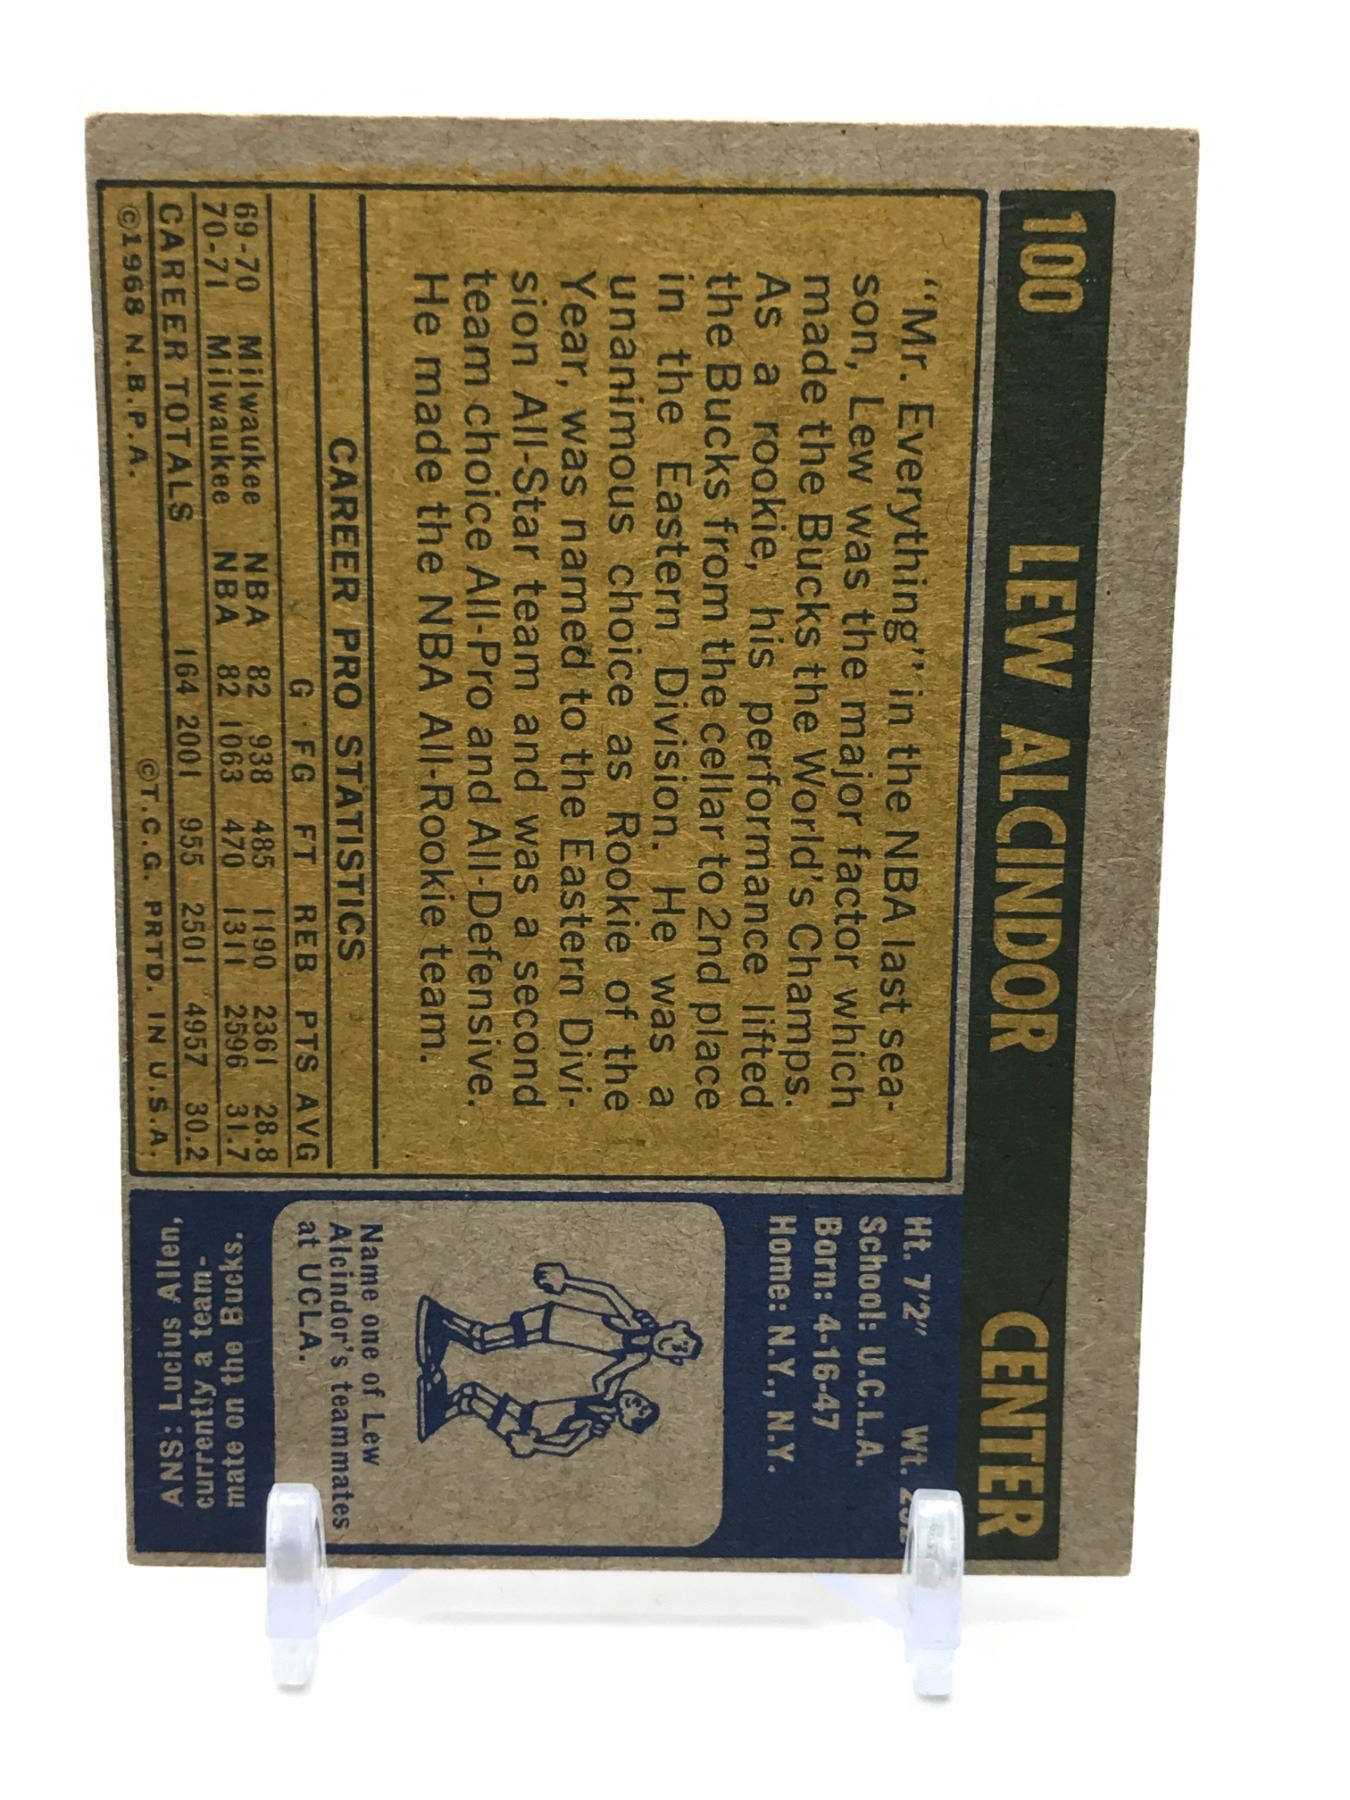 100 LEW ALCINDOR CENTER
"Mr. Everything" in the NBA last sea-
son, Lew was the major factor which
made the Bucks the World's Champs.
As a rookie, his performance lifted
the Bucks from the cellar to 2nd place
in the Eastern Division. He was a
unanimous choice as Rookie of the
Year, was named to the Eastern Divi-
sion All-Star team and was a second
team choice All-Pro and All-Defensive.
He made the NBA All-Rookie team.
CAREER PRO STATISTICS
G FG FT REB PTS AVG
69-70 Milwaukee NBA 82 938 485 1190 2361 28.8
70-71 Milwaukee NBA 82 1063 470 1311 2596 31.7
CAREER TOTALS 164 2001 955 2501 4957 30.2
©1968 N.B.P.A. ©T.C.G. PRTD. IN U.S.A.
Ht. 7'2" Wt.
School: U.C.L.A.
Born: 4-16-47
Home: N.Y., N.Y.
Name one of Lew
Alcindor's teammates
at UCLA.
ANS: Lucius Allen,
currently a team-
mate on the Bucks.